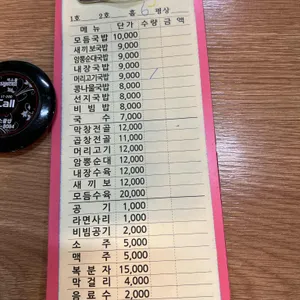 1호 2호 홀 6 평상
메 뉴 단가 수량 금 액
모듬국밥 10,000
새끼보국밥 9,000
암뽕순대국밥 9,000
내장국밥 9,000
머리고기국밥 9,000
콩나물국밥 8,000
선지국밥 8,000
비 빔 밥 8,000
국 수 7,000
막창전골 12,000
곱창전골 11,000
머리고기 12,000
암뽕순대 12,000
내장수육 12,000
새 끼 보 12,000
모듬수육 20,000
공 기 1,000
라면사리 1,000
비빔공기 2,000
소 주 5,000
맥 주 5,000
복 분 자 15,000
막 걸 리 4,000
음 료 수 2,000
Call